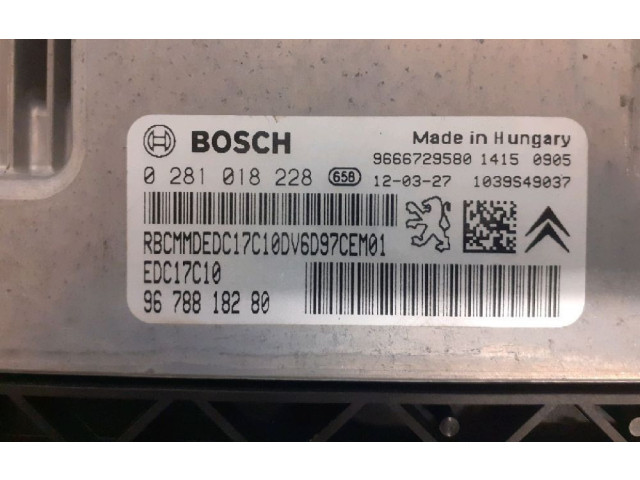 BOSCH
Made in Hungary
9666729580 1415 0905
0 281 018 228 658 12-03-27 1039S49037
RBCMMDEDC17C10DV6D97CEM01
EDC17C10
96 788 182 80